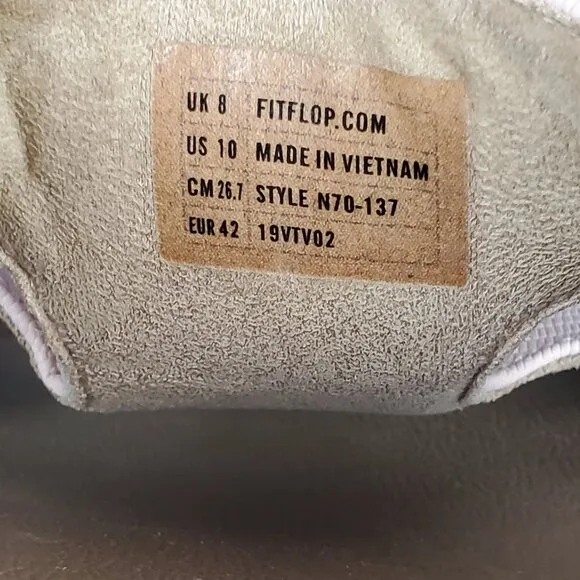 UK 8 FITFLOP.COM
US 10 MADE IN VIETNAM
CM 26.7 STYLE N70-137
EUR 42 19VTV02